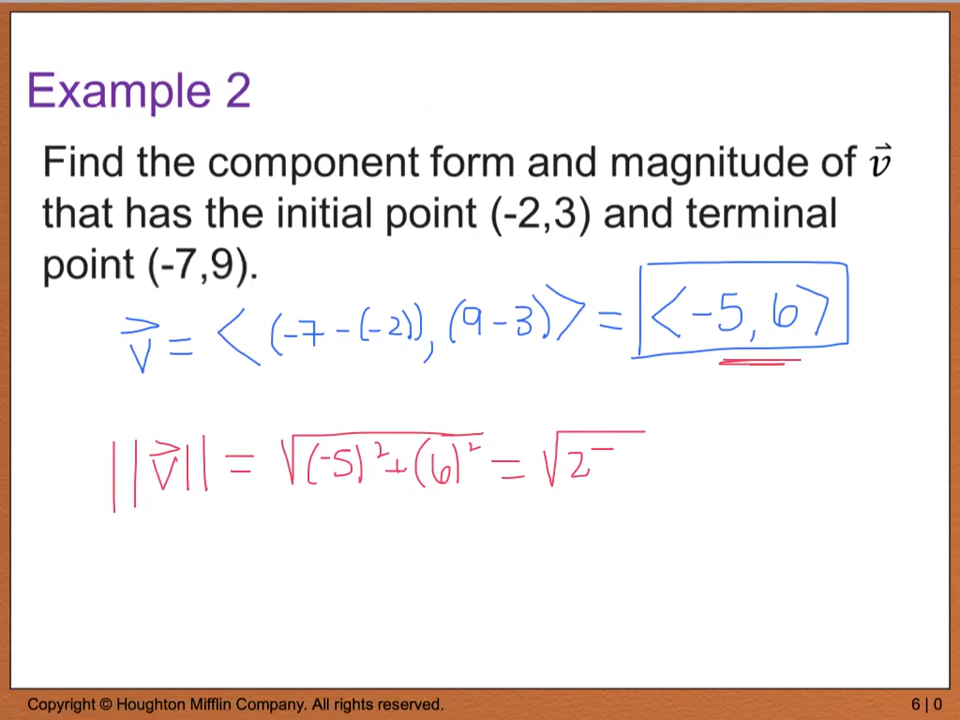 Example 2
Find the component form and magnitude of v⃗
that has the initial point (-2,3) and terminal
point (-7,9).
v⃗ = ⟨(-7 - (-2)), (9 - 3)⟩ = ⟨-5, 6⟩
||v⃗|| = √((-5)² + (6)²) = √2
Copyright © Houghton Mifflin Company. All rights reserved. 6 | 0